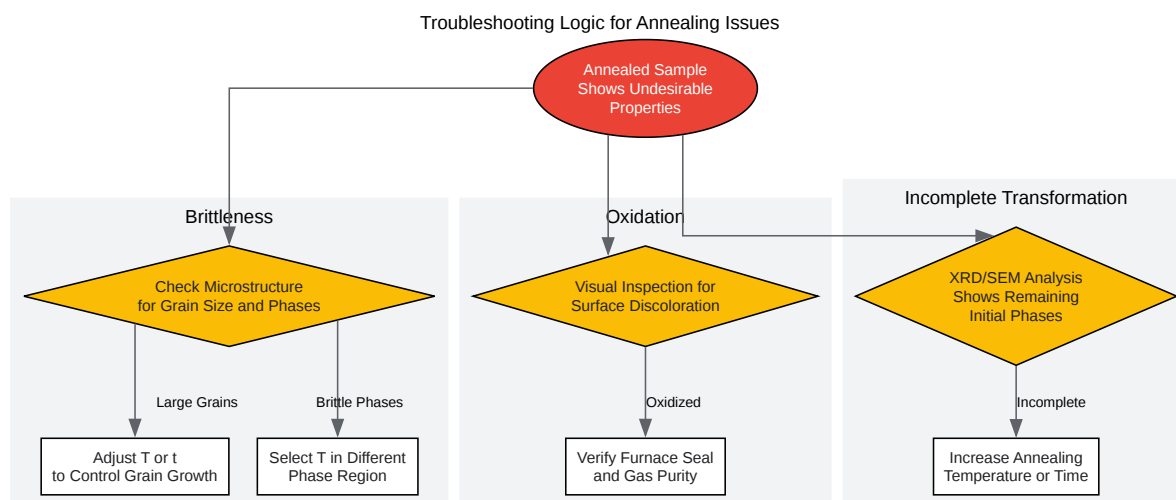 Troubleshooting Logic for Annealing Issues
Annealed Sample
Shows Undesirable
Properties
Brittleness
Check Microstructure
for Grain Size and Phases
Large Grains
Brittle Phases
Adjust T or t
to Control Grain Growth
Select T in Different
Phase Region
Oxidation
Visual Inspection for
Surface Discoloration
Oxidized
Verify Furnace Seal
and Gas Purity
Incomplete Transformation
XRD/SEM Analysis
Shows Remaining
Initial Phases
Incomplete
Increase Annealing
Temperature or Time